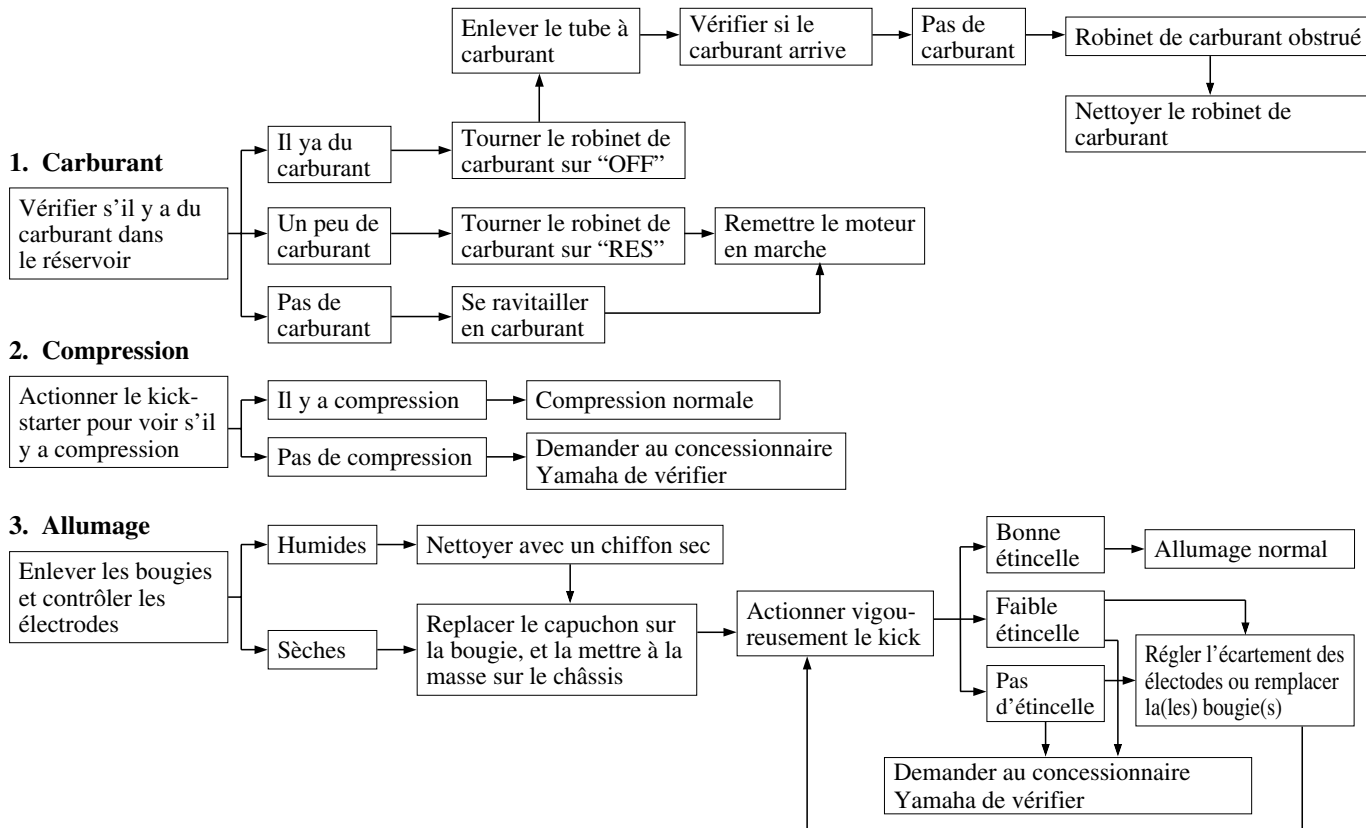 Enlever le tube à
carburant
Vérifier si le
carburant arrive
Pas de
carburant
Robinet de carburant obstrué
Nettoyer le robinet de
carburant
1. Carburant
Vérifier s’il y a du
carburant dans
le réservoir
Il ya du
carburant
Tourner le robinet de
carburant sur “OFF”
Un peu de
carburant
Tourner le robinet de
carburant sur “RES”
Remettre le moteur
en marche
Pas de
carburant
Se ravitailler
en carburant
2. Compression
Actionner le kick-
starter pour voir s’il
y a compression
Il y a compression
Compression normale
Pas de compression
Demander au concessionnaire
Yamaha de vérifier
3. Allumage
Enlever les bougies
et contrôler les
électrodes
Humides
Nettoyer avec un chiffon sec
Sèches
Replacer le capuchon sur
la bougie, et la mettre à la
masse sur le châssis
Actionner vigou-
reusement le kick
Bonne
étincelle
Allumage normal
Faible
étincelle
Pas
d’étincelle
Régler l’écartement des
électodes ou remplacer
la(les) bougie(s)
Demander au concessionnaire
Yamaha de vérifier